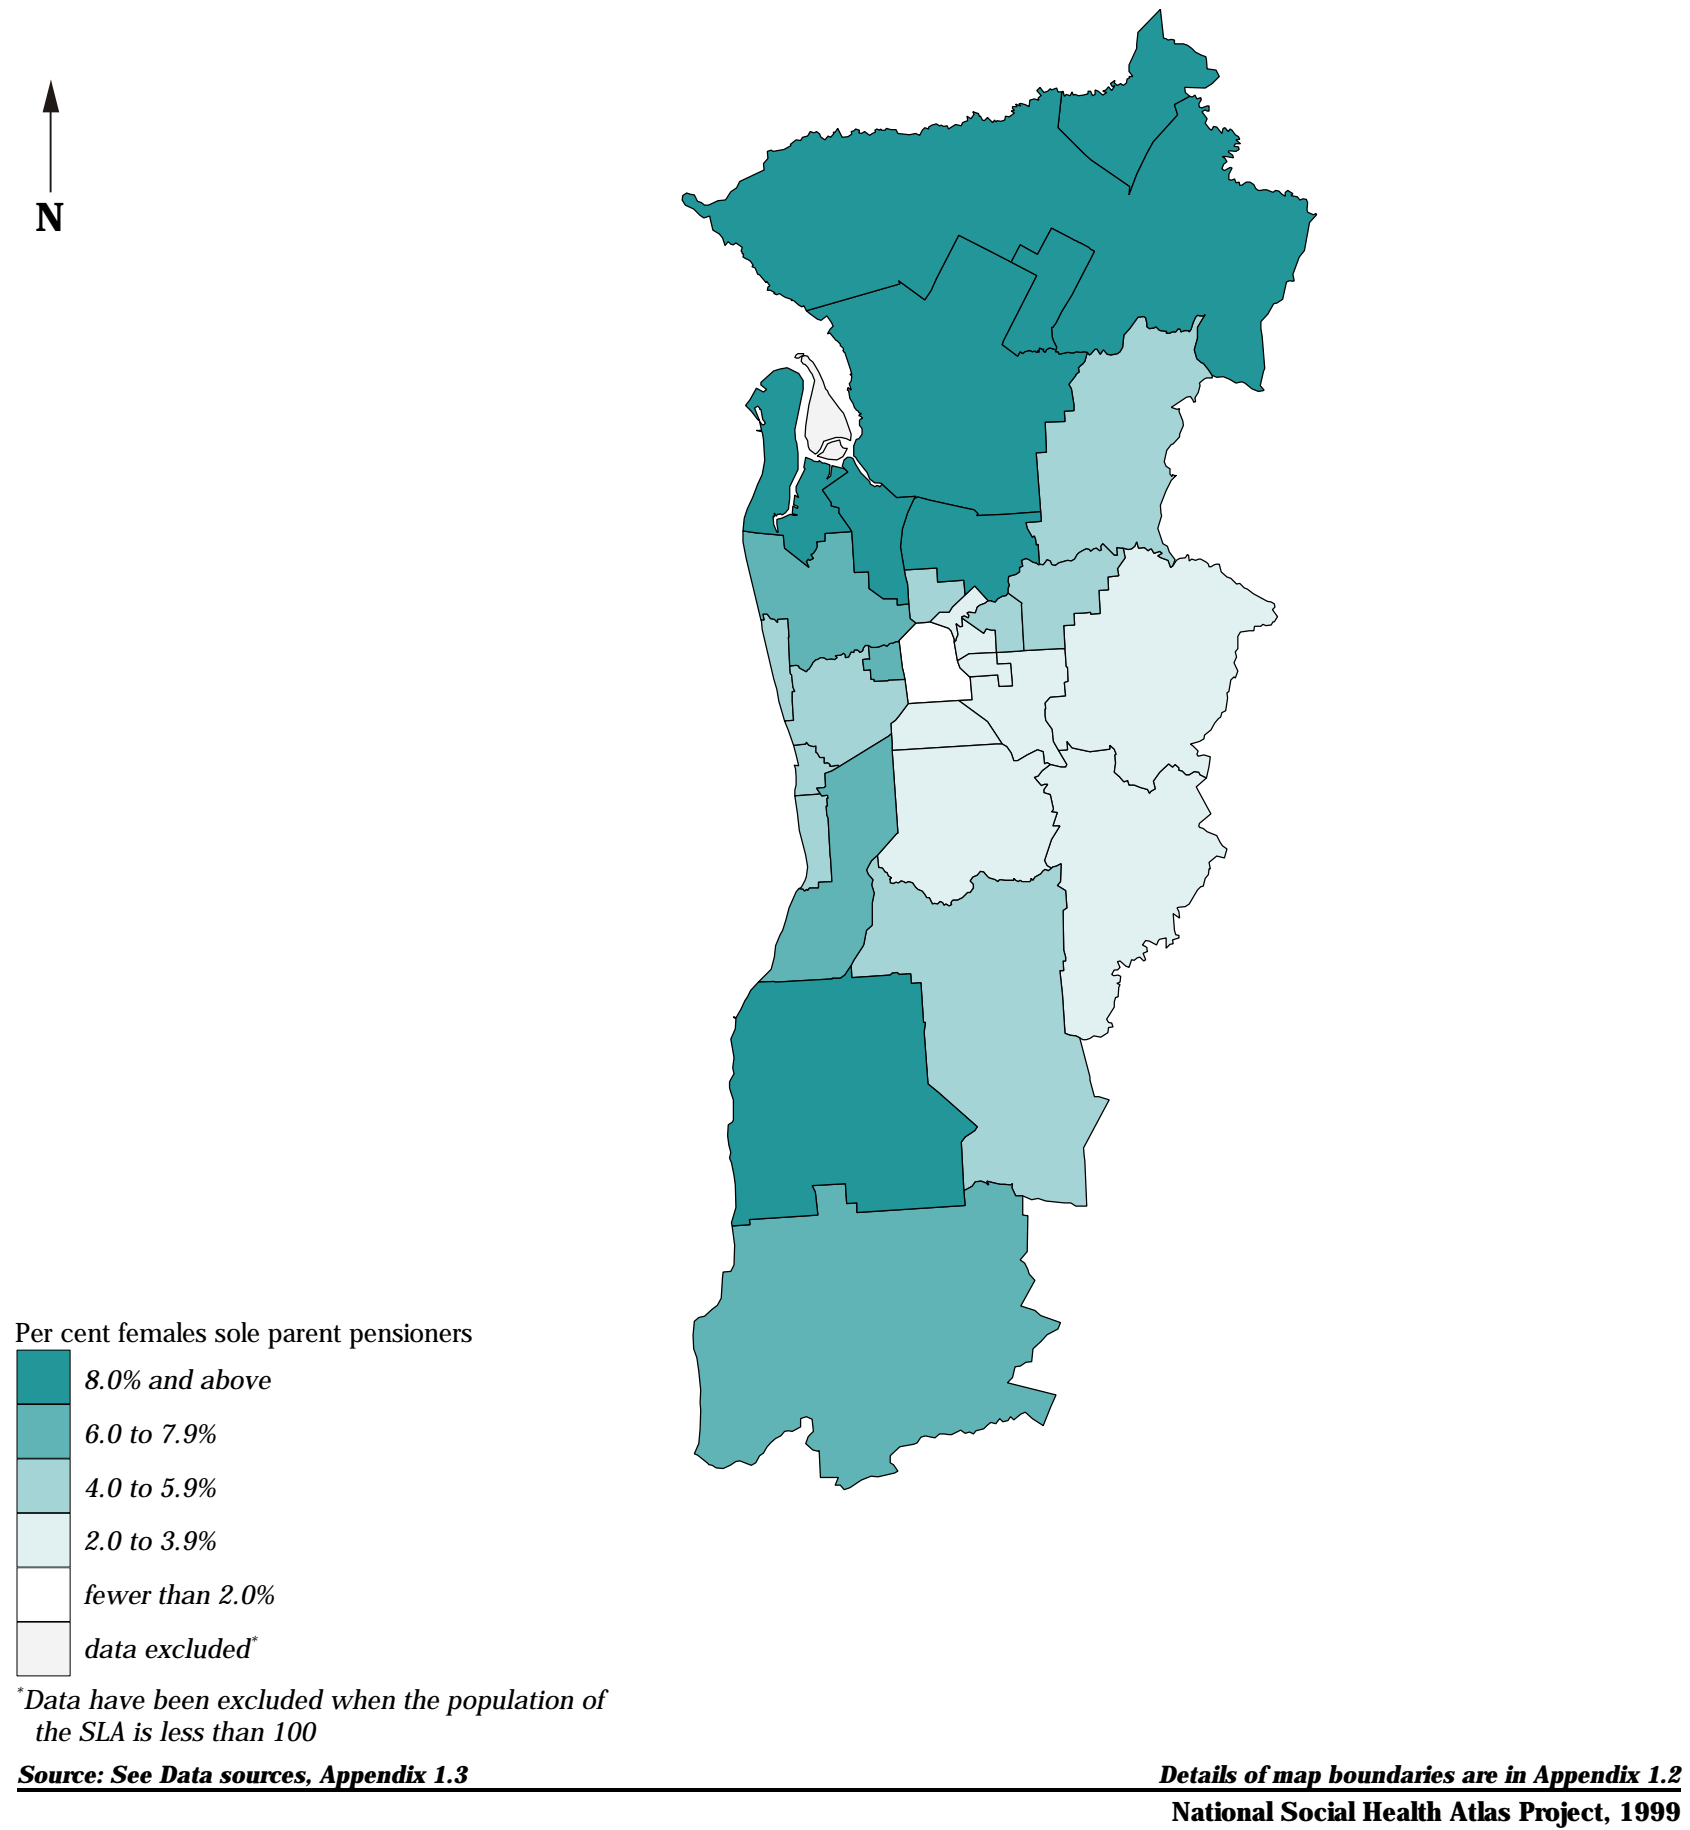 N
Per cent females sole parent pensioners
8.0% and above
6.0 to 7.9%
4.0 to 5.9%
2.0 to 3.9%
fewer than 2.0%
data excluded*
*Data have been excluded when the population of
the SLA is less than 100
Source: See Data sources, Appendix 1.3
Details of map boundaries are in Appendix 1.2
National Social Health Atlas Project, 1999